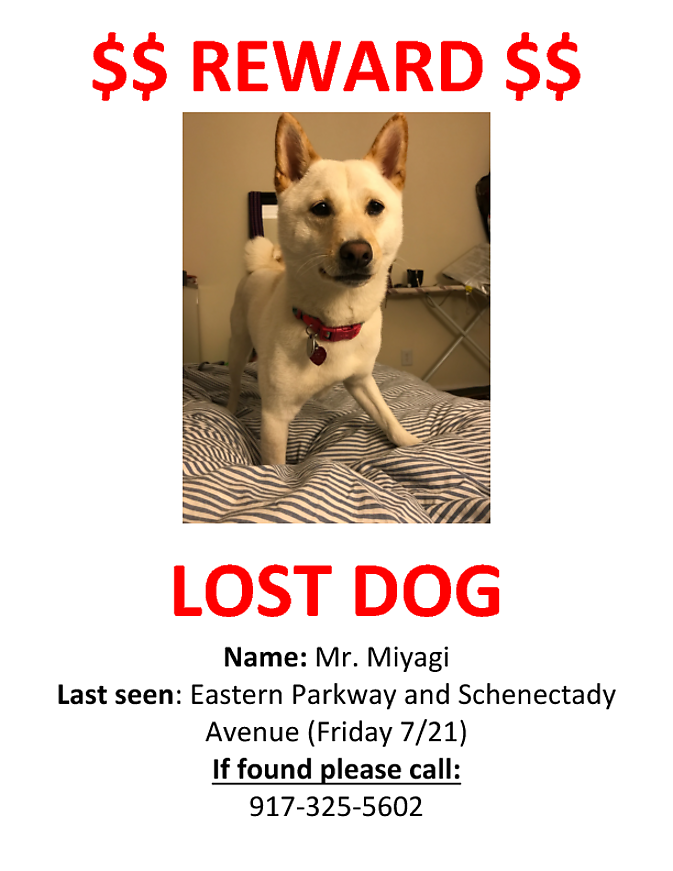 $$ REWARD $$
LOST DOG
Name: Mr. Miyagi
Last seen: Eastern Parkway and Schenectady
Avenue (Friday 7/21)
If found please call:
917-325-5602